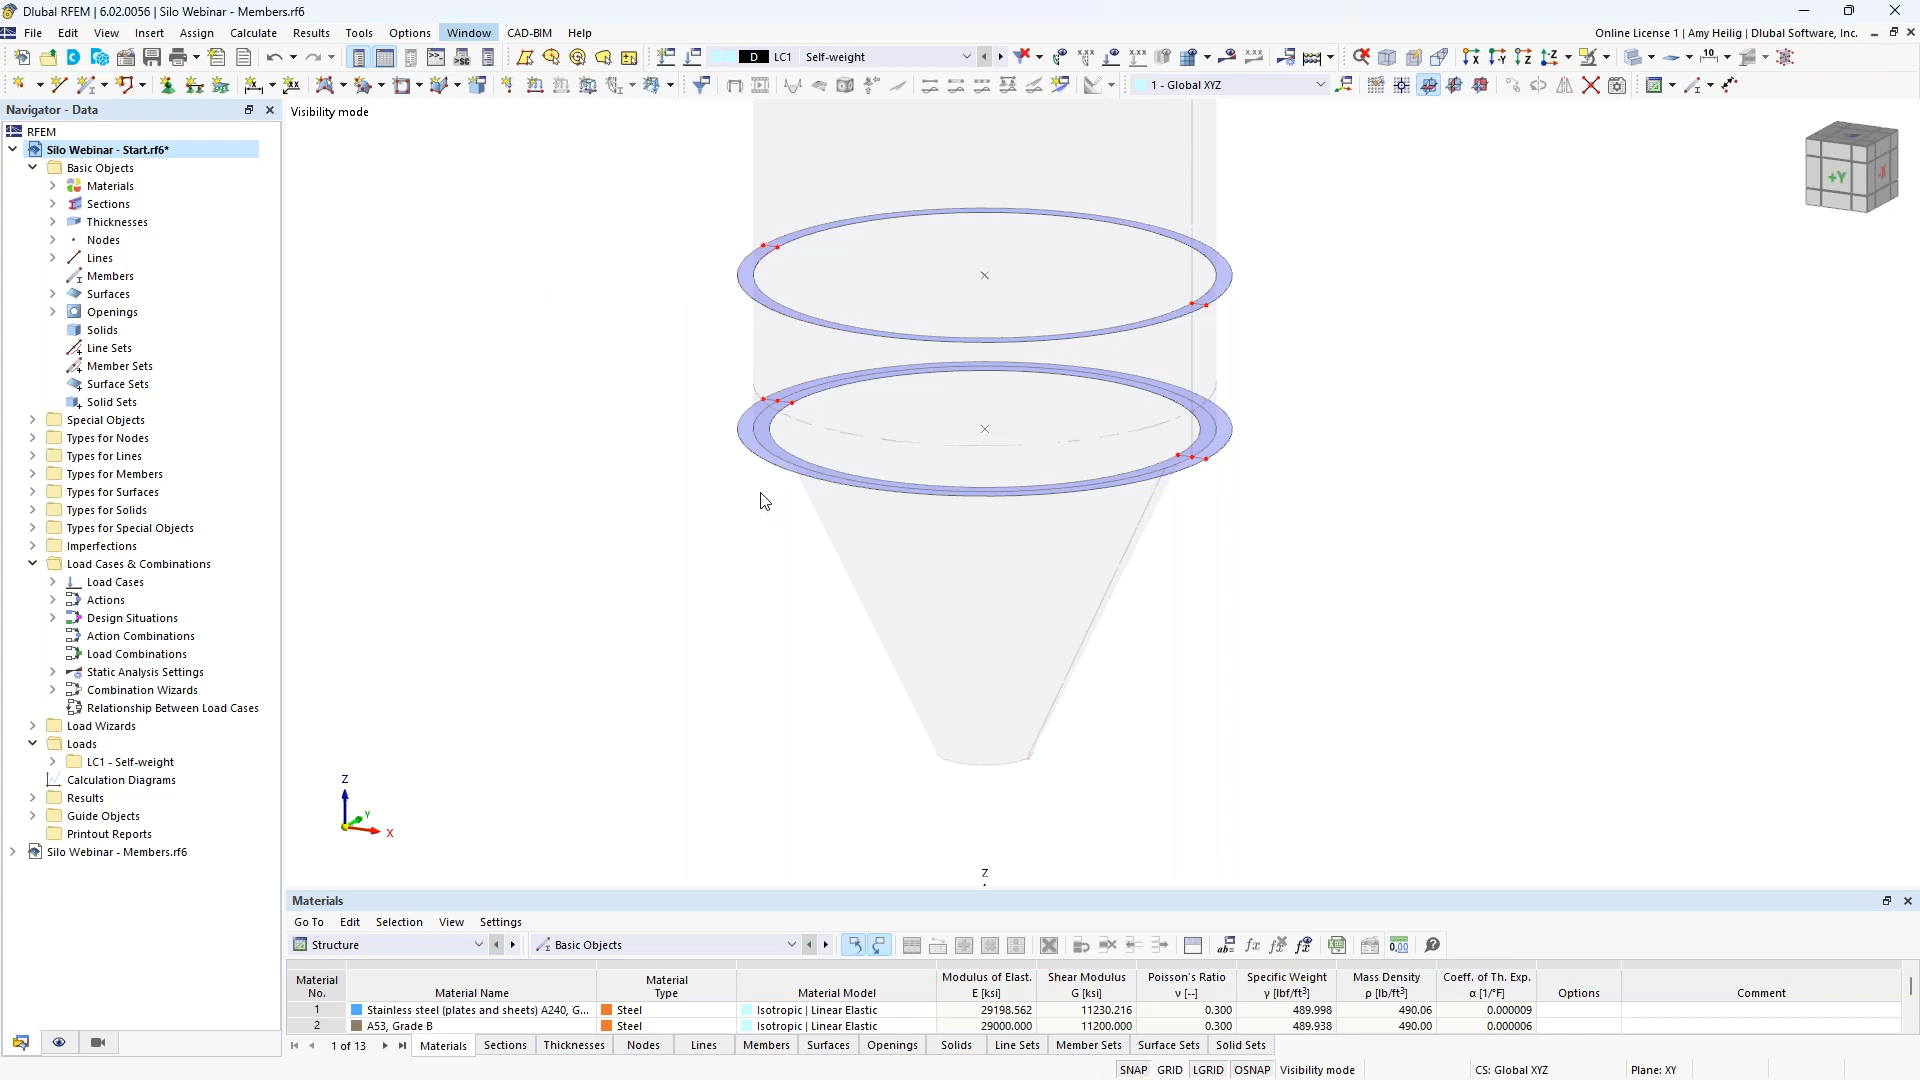 Dlubal RFEM | 6.02.0056 | Silo Webinar - Members.rf6
File Edit View Insert Assign Calculate Results Tools Options Window CAD-BIM Help
Online License 1 | Amy Heilig | Dlubal Software, Inc.
D LC1 Self-weight
1 - Global XYZ
Navigator - Data
RFEM
Silo Webinar - Start.rf6*
Basic Objects
Materials
Sections
Thicknesses
Nodes
Lines
Members
Surfaces
Openings
Solids
Line Sets
Member Sets
Surface Sets
Solid Sets
Special Objects
Types for Nodes
Types for Lines
Types for Members
Types for Surfaces
Types for Solids
Types for Special Objects
Imperfections
Load Cases & Combinations
Load Cases
Actions
Design Situations
Action Combinations
Load Combinations
Static Analysis Settings
Combination Wizards
Relationship Between Load Cases
Load Wizards
Loads
LC1 - Self-weight
Calculation Diagrams
Results
Guide Objects
Printout Reports
Silo Webinar - Members.rf6
Visibility mode
+Y -X
Z
Y
X
Z
Materials
Go To Edit Selection View Settings
Structure Basic Objects
Material No. Material Name Material Type Material Model Modulus of Elast. E [ksi] Shear Modulus G [ksi] Poisson's Ratio ν [--] Specific Weight γ [lbf/ft³] Mass Density ρ [lb/ft³] Coeff. of Th. Exp. α [1/°F] Options Comment
1 Stainless steel (plates and sheets) A240, G... Steel Isotropic | Linear Elastic 29198.562 11230.216 0.300 489.998 490.06 0.000009
2 A53, Grade B Steel Isotropic | Linear Elastic 29000.000 11200.000 0.300 489.938 490.00 0.000006
1 of 13 Materials Sections Thicknesses Nodes Lines Members Surfaces Openings Solids Line Sets Member Sets Surface Sets Solid Sets
SNAP GRID LGRID OSNAP Visibility mode CS: Global XYZ Plane: XY